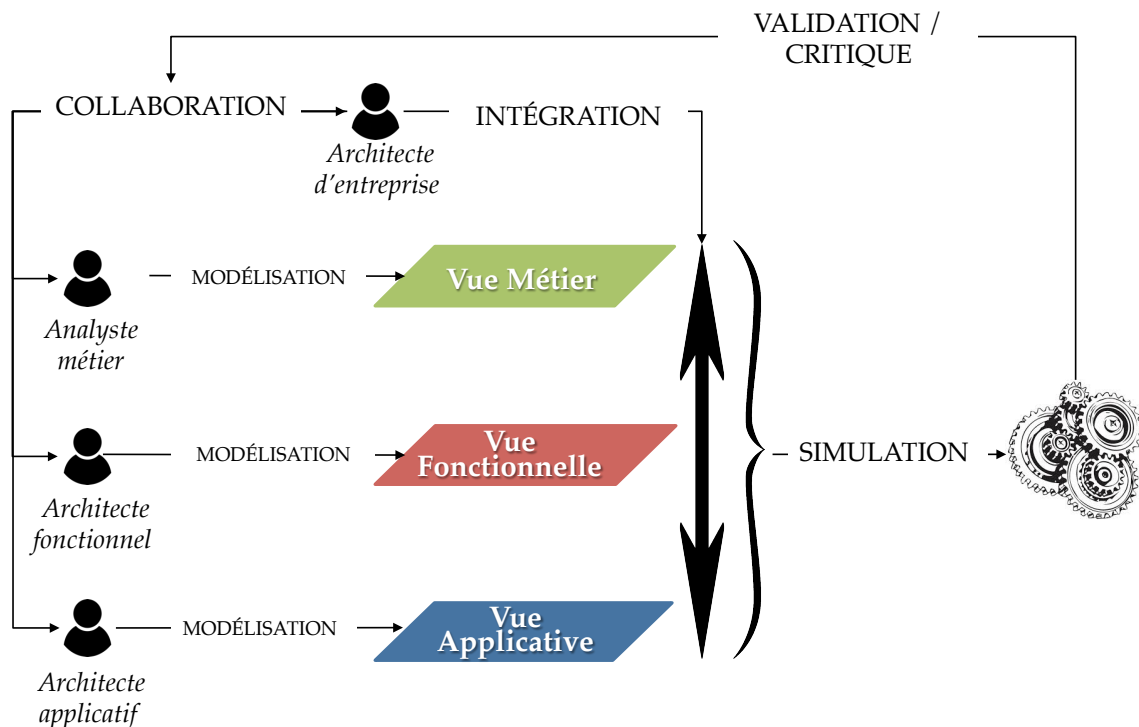 VALIDATION /
CRITIQUE
COLLABORATION
INTÉGRATION
Architecte
d'entreprise
MODÉLISATION
Vue Métier
Analyste
métier
MODÉLISATION
Vue
Fonctionnelle
SIMULATION
Architecte
fonctionnel
MODÉLISATION
Vue
Applicative
Architecte
applicatif